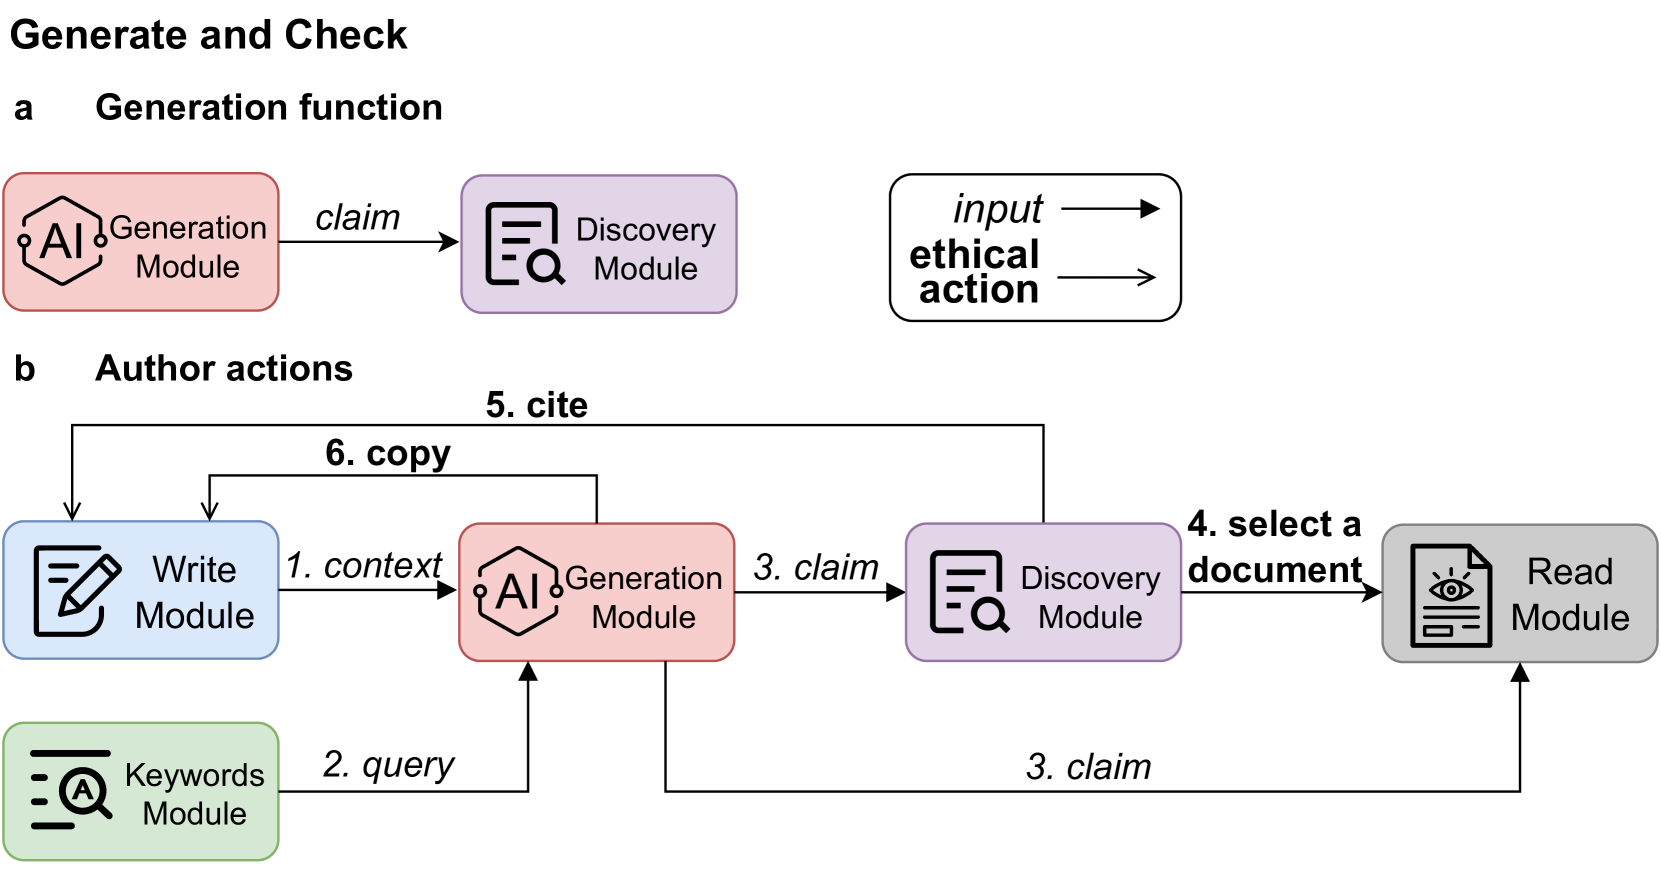 Generate and Check
a Generation function
AI Generation
Module
claim
Discovery
Module
input
ethical
action
b Author actions
5. cite
6. copy
Write
Module
1. context
AI Generation
Module
3. claim
Discovery
Module
4. select a
document
Read
Module
A Keywords
Module
2. query
3. claim